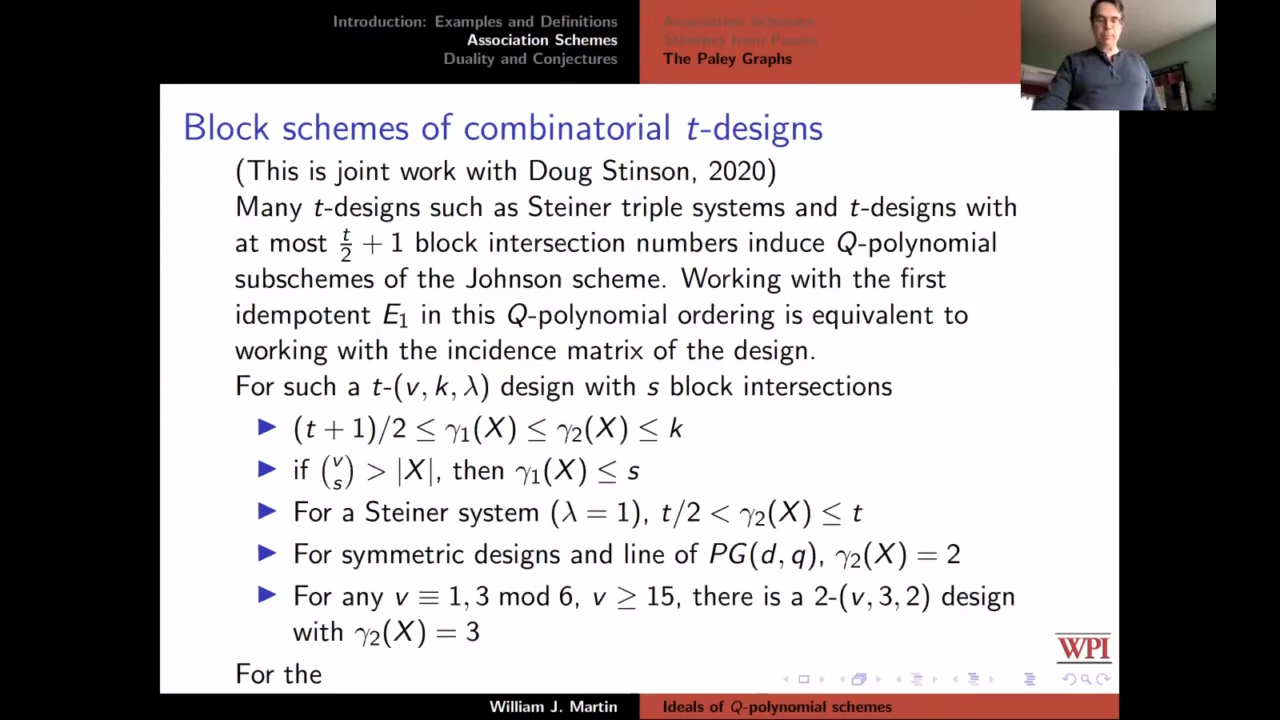 Introduction: Examples and Definitions
Association Schemes
Duality and Conjectures
Association Schemes
Schemes from Posets
The Paley Graphs
Block schemes of combinatorial t-designs
(This is joint work with Doug Stinson, 2020)
Many t-designs such as Steiner triple systems and t-designs with
at most t/2 + 1 block intersection numbers induce Q-polynomial
subschemes of the Johnson scheme. Working with the first
idempotent E₁ in this Q-polynomial ordering is equivalent to
working with the incidence matrix of the design.
For such a t-(v, k, λ) design with s block intersections
▶ (t + 1)/2 ≤ γ₁(X) ≤ γ₂(X) ≤ k
▶ if (v s) > |X|, then γ₁(X) ≤ s
▶ For a Steiner system (λ = 1), t/2 < γ₂(X) ≤ t
▶ For symmetric designs and line of PG(d, q), γ₂(X) = 2
▶ For any v ≡ 1, 3 mod 6, v ≥ 15, there is a 2-(v, 3, 2) design
with γ₂(X) = 3
For the
WPI
William J. Martin
Ideals of Q-polynomial schemes